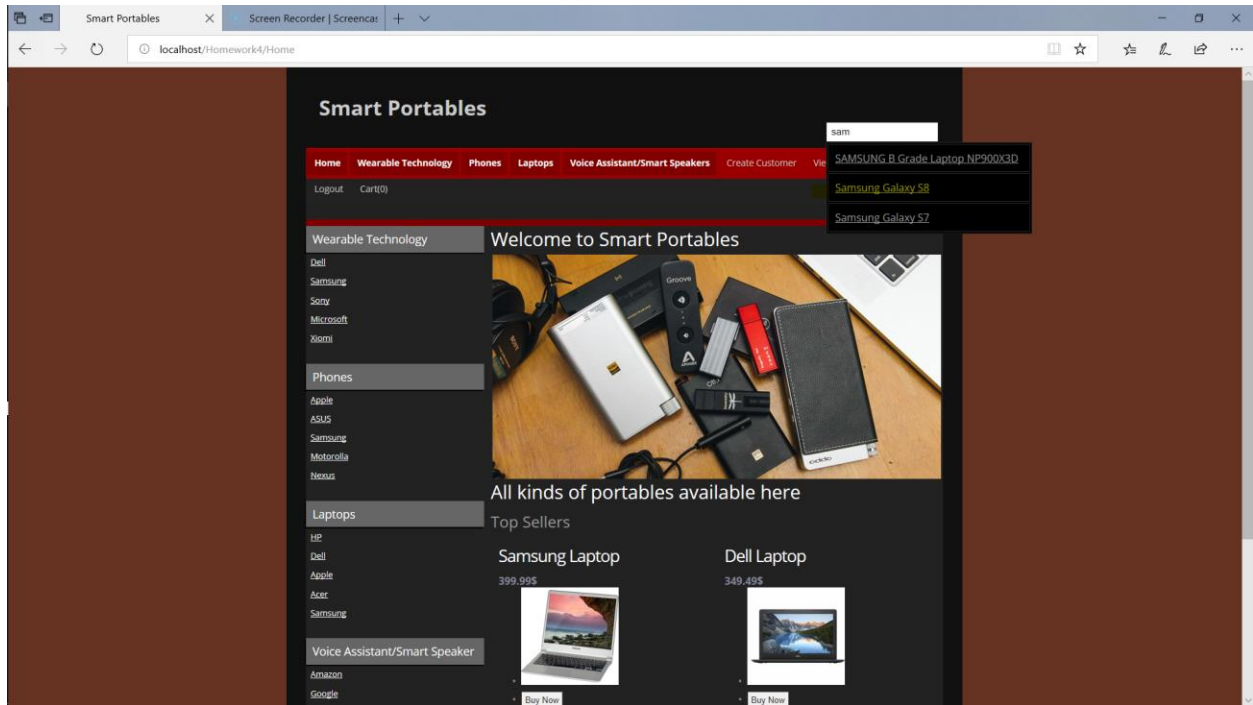 Smart Portables
Screen Recorder | Screencas
localhost/Homework4/Home
Smart Portables
sam
SAMSUNG B Grade Laptop NP900X3D
Samsung Galaxy S8
Samsung Galaxy S7
Home Wearable Technology Phones Laptops Voice Assistant/Smart Speakers Create Customer Vie
Logout Cart(0)
Wearable Technology
Dell
Samsung
Sony
Microsoft
Xiomi
Phones
Apple
ASUS
Samsung
Motorolla
Nexus
Laptops
HP
Dell
Apple
Acer
Samsung
Voice Assistant/Smart Speaker
Amazon
Google
Welcome to Smart Portables
Groove
oppo
All kinds of portables available here
Top Sellers
Samsung Laptop
399.99$
Buy Now
Dell Laptop
349.49$
Buy Now